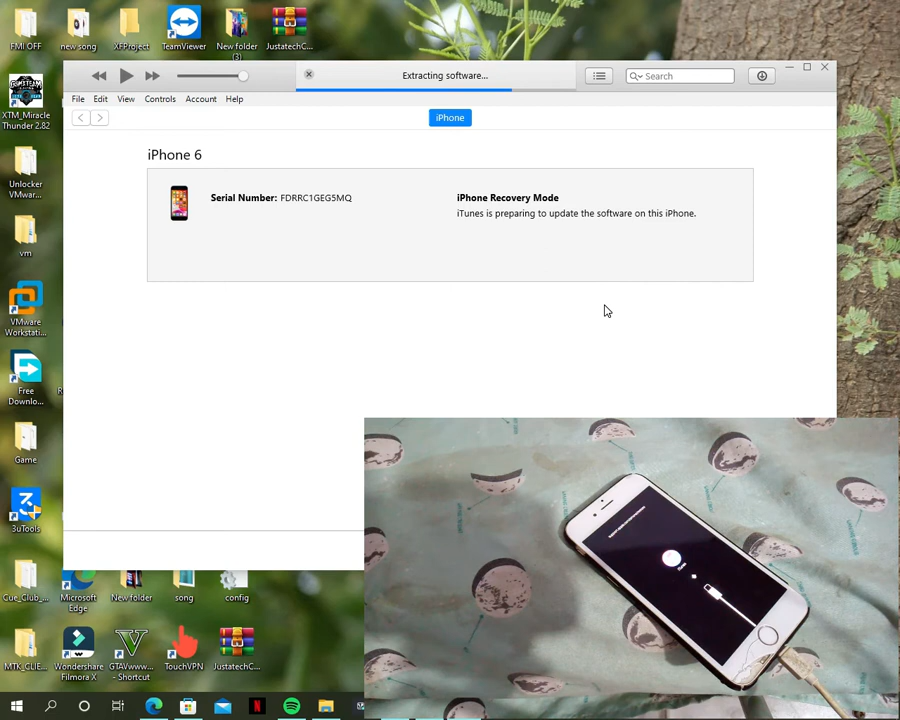 FMI OFF
new song
XFProject
TeamViewer
New folder
(3)
JustatechC...
Extracting software...
Search
File Edit View Controls Account Help
iPhone
XTM_Miracle
Thunder 2.82
iPhone 6
Serial Number: FDRRC1GEG5MQ
iPhone Recovery Mode
iTunes is preparing to update the software on this iPhone.
Unlocker
VMwar...
vm
VMware
Workstati...
Free
Downlo...
Game
3uTools
Cue_Club_...
Microsoft
Edge
New folder
song
config
MTK_CLIE...
Wondershare
Filmora X
GTAVwww...
- Shortcut
TouchVPN
JustatechC...